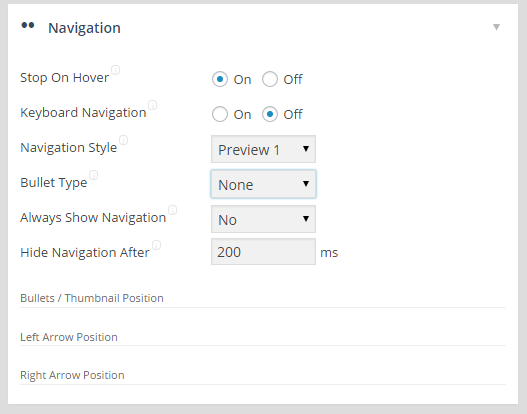 Navigation
Stop On Hover On Off
Keyboard Navigation On Off
Navigation Style Preview 1
Bullet Type None
Always Show Navigation No
Hide Navigation After 200 ms
Bullets / Thumbnail Position
Left Arrow Position
Right Arrow Position